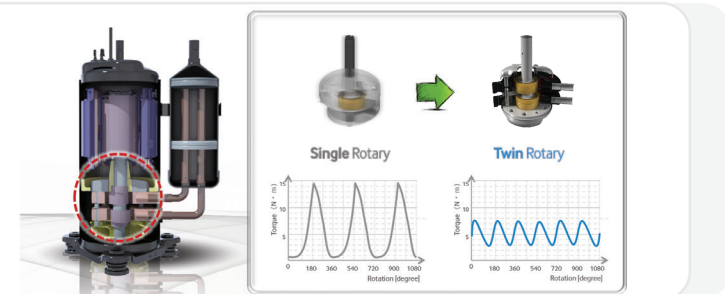 Single Rotary
Twin Rotary
Torque (N · m)
15
10
5
0 180 360 540 720 900 1080
Rotation [degree]
Torque (N · m)
15
10
5
0 180 360 540 720 900 1080
Rotation [degree]